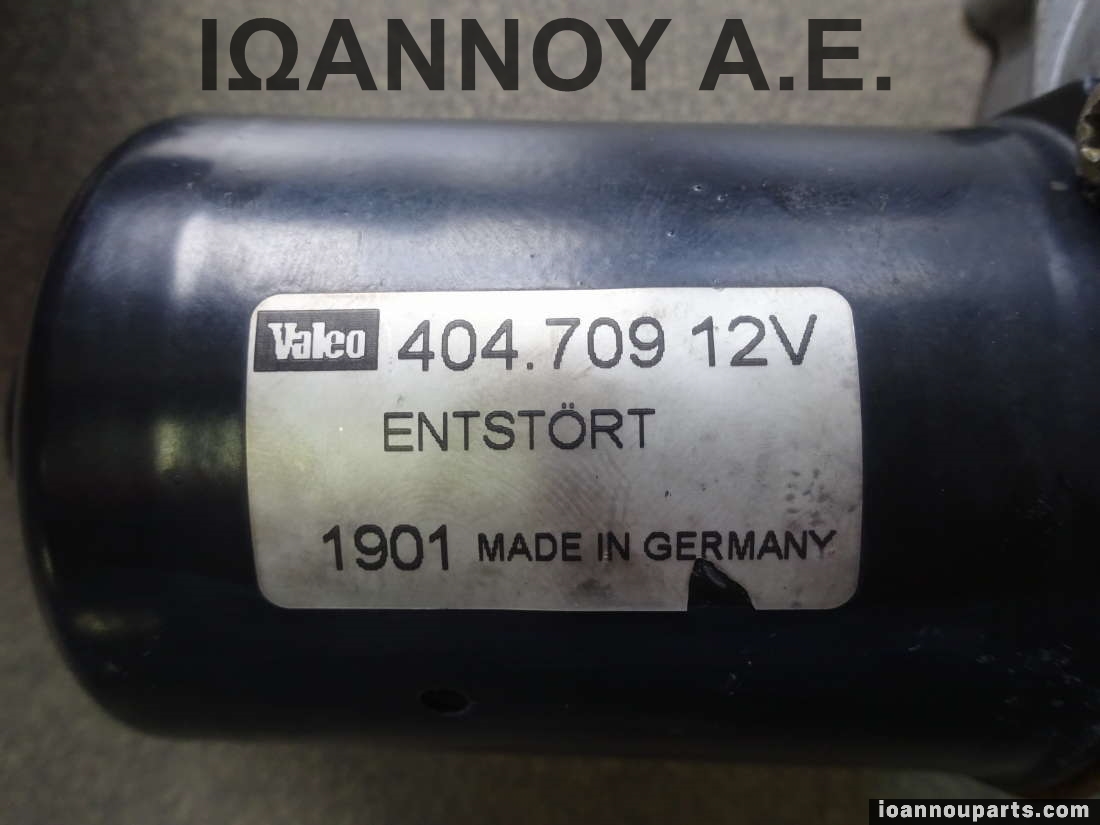 ΙΩΑΝΝΟΥ Α.Ε.
Valeo 404.709 12V
ENTSTÖRT
1901 MADE IN GERMANY
ioannouparts.com